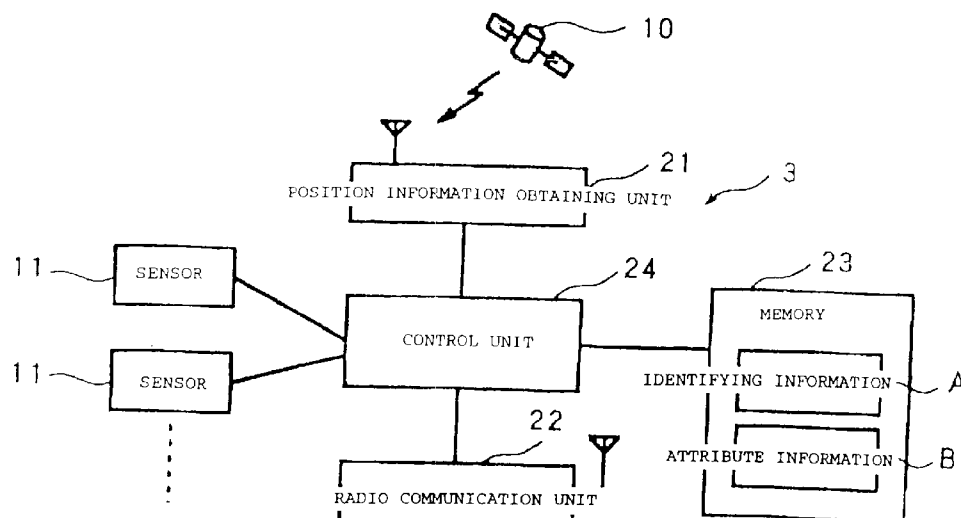 10
21
3
POSITION INFORMATION OBTAINING UNIT
11
SENSOR
24
23
CONTROL UNIT
MEMORY
11
SENSOR
IDENTIFYING INFORMATION
A
22
ATTRIBUTE INFORMATION
B
RADIO COMMUNICATION UNIT